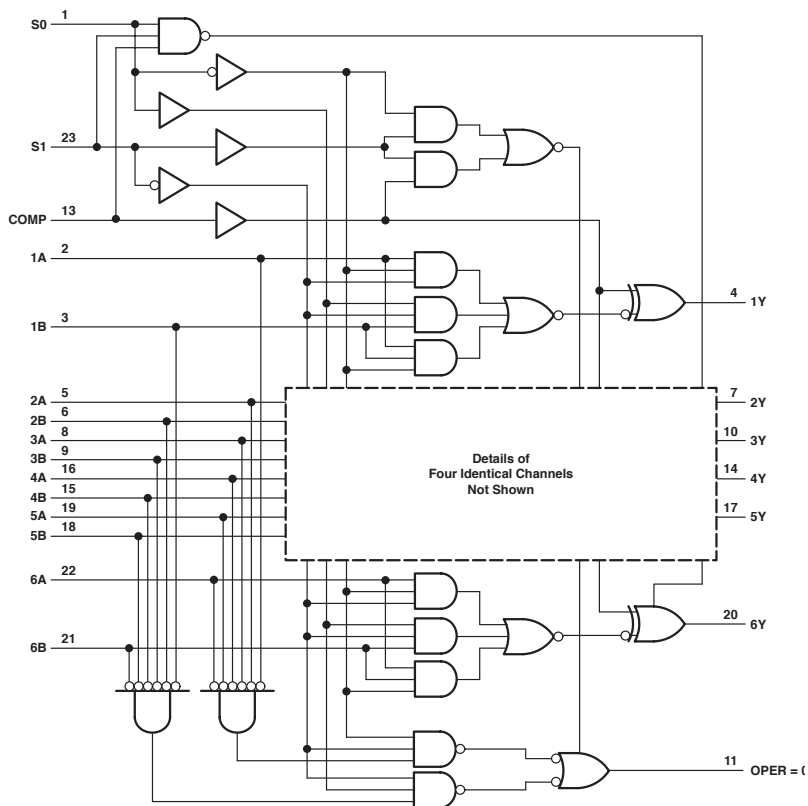 S0 1
S1 23
COMP 13
1A 2
4 1Y
1B 3
2A 5
7 2Y
2B 6
3A 8
10 3Y
3B 9
Details of
Four Identical Channels
Not Shown
4A 16
14 4Y
4B 15
5A 19
17 5Y
5B 18
6A 22
20 6Y
6B 21
11 OPER = 0